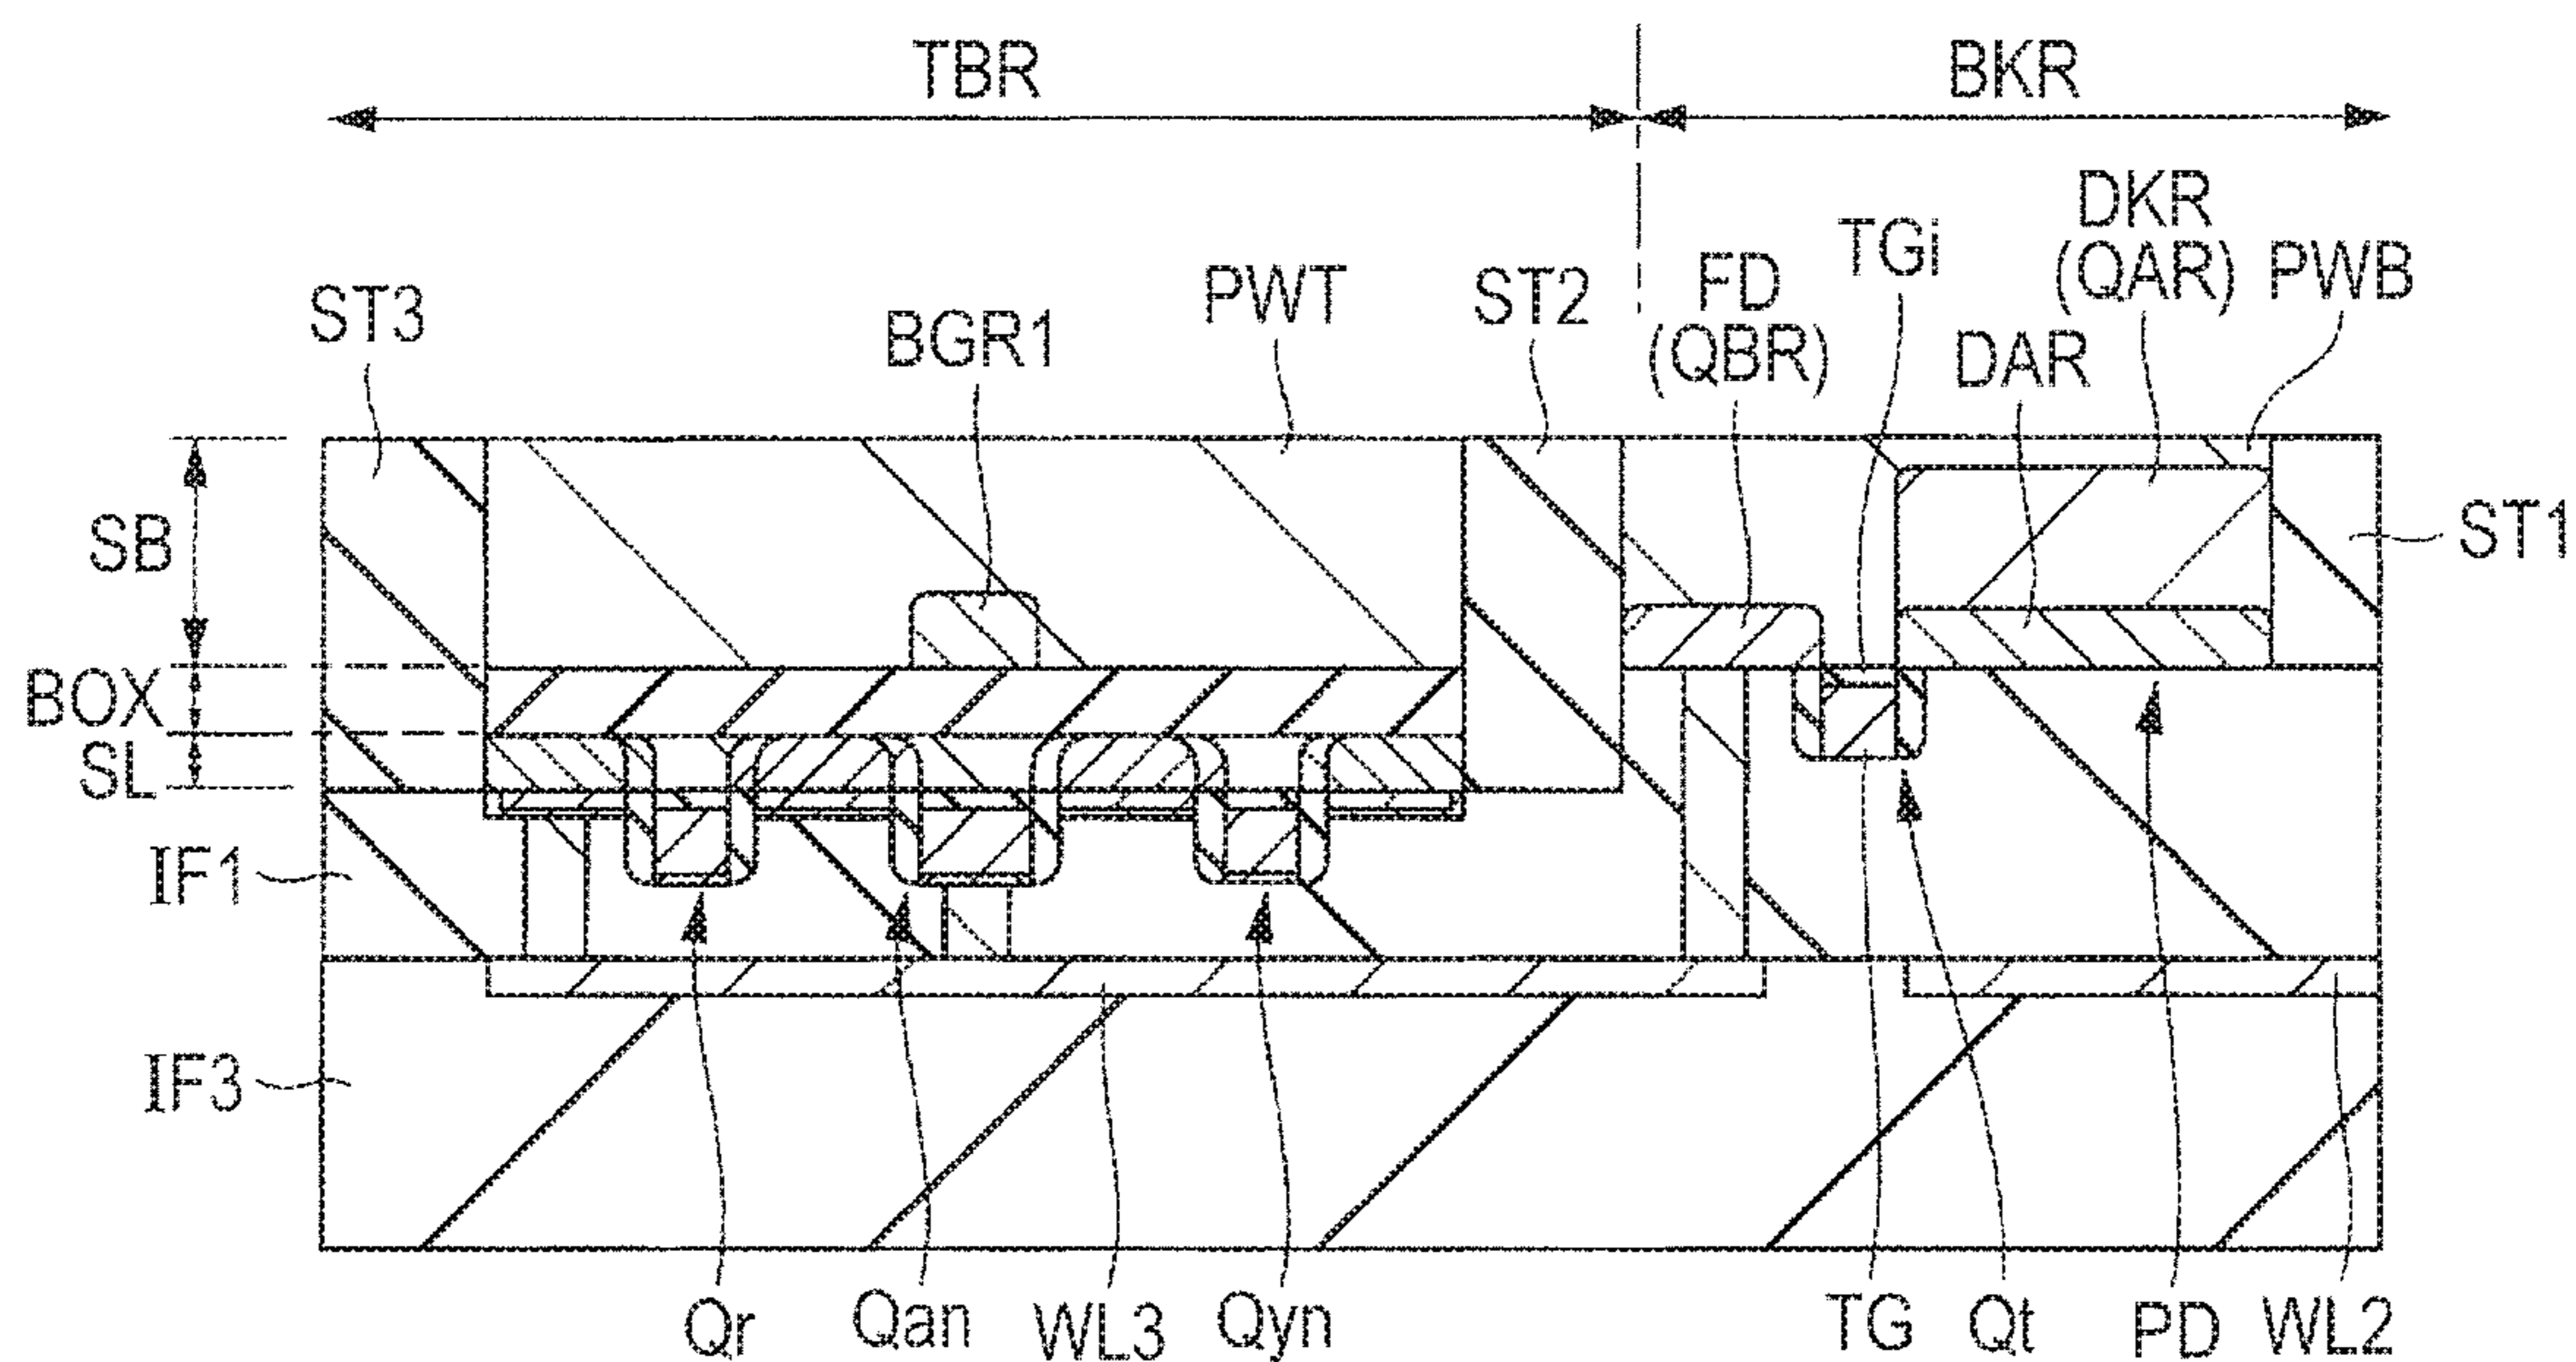 TBR
BKR
DKR
(QAR)
TGi
PWB
FD
(QBR)
PWT
ST2
ST3
BGR1
DAR
SB
ST1
BOX
SL
IF1
IF3
Qr
Qan
WL3
Qyn
TG
Qt
PD
WL2